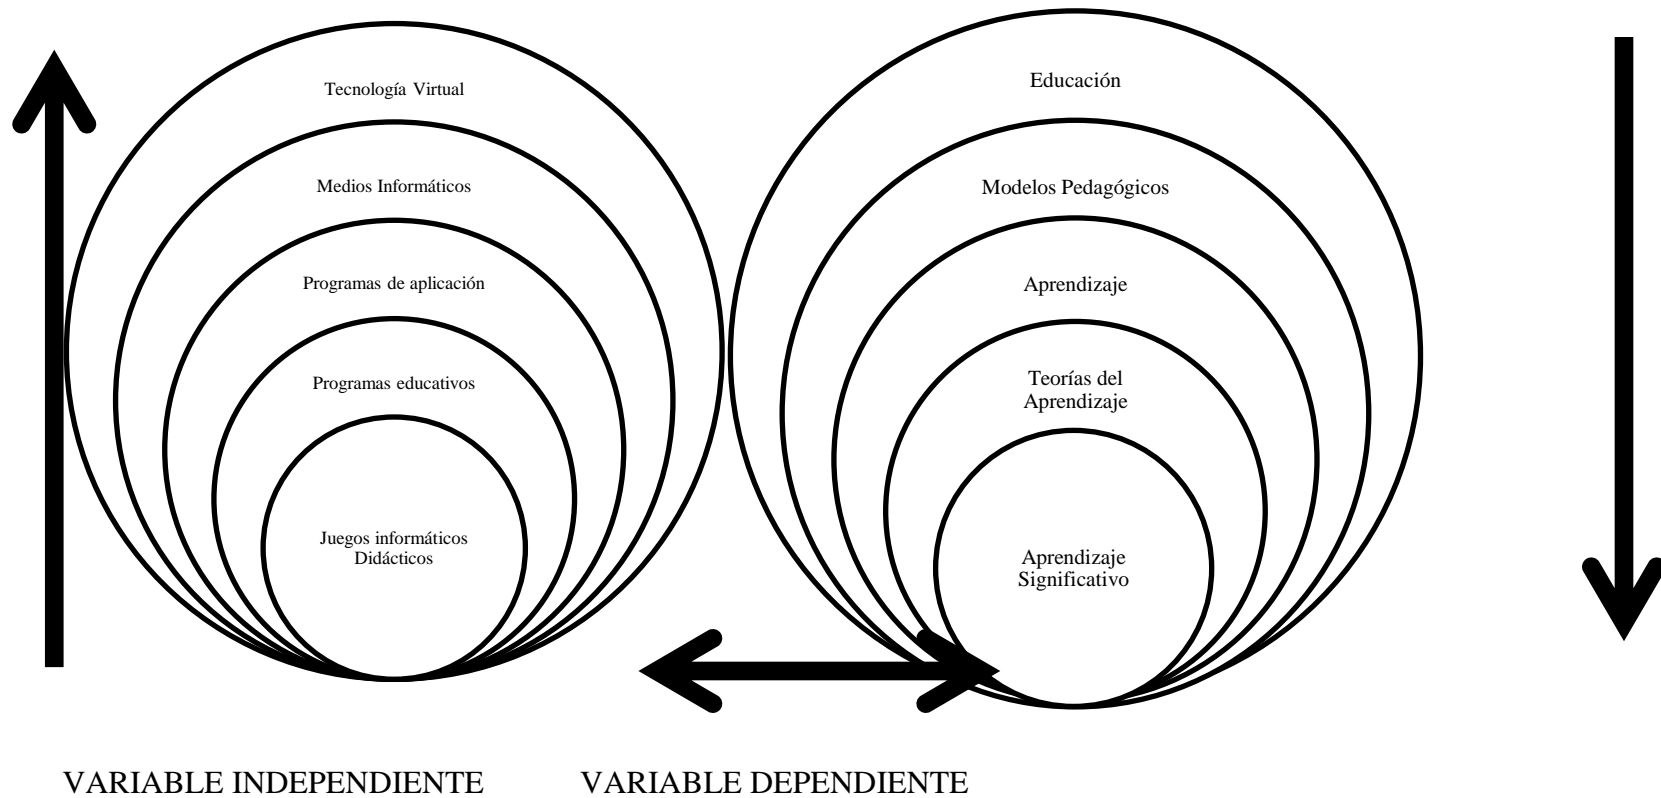 Tecnología Virtual
Medios Informáticos
Programas de aplicación
Programas educativos
Juegos informáticos
Didácticos
Educación
Modelos Pedagógicos
Aprendizaje
Teorías del
Aprendizaje
Aprendizaje
Significativo
VARIABLE INDEPENDIENTE
VARIABLE DEPENDIENTE